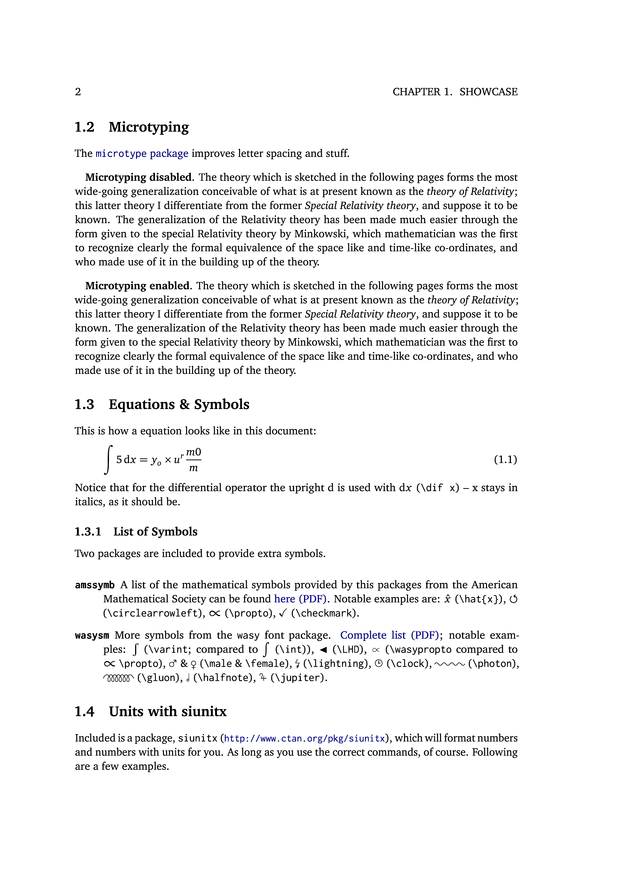 2 CHAPTER 1. SHOWCASE
1.2 Microtyping
The microtype package improves letter spacing and stuff.
Microtyping disabled. The theory which is sketched in the following pages forms the most
wide-going generalization conceivable of what is at present known as the theory of Relativity;
this latter theory I differentiate from the former Special Relativity theory, and suppose it to be
known. The generalization of the Relativity theory has been made much easier through the
form given to the special Relativity theory by Minkowski, which mathematician was the first
to recognize clearly the formal equivalence of the space like and time-like co-ordinates, and
who made use of it in the building up of the theory.
Microtyping enabled. The theory which is sketched in the following pages forms the most
wide-going generalization conceivable of what is at present known as the theory of Relativity;
this latter theory I differentiate from the former Special Relativity theory, and suppose it to be
known. The generalization of the Relativity theory has been made much easier through the
form given to the special Relativity theory by Minkowski, which mathematician was the first to
recognize clearly the formal equivalence of the space like and time-like co-ordinates, and who
made use of it in the building up of the theory.
1.3 Equations & Symbols
This is how a equation looks like in this document:
∫ 5 dx = yₒ × uʳ m0/m (1.1)
Notice that for the differential operator the upright d is used with dx (\dif x) – x stays in
italics, as it should be.
1.3.1 List of Symbols
Two packages are included to provide extra symbols.
amssymb A list of the mathematical symbols provided by this packages from the American
Mathematical Society can be found here (PDF). Notable examples are: x̂ (\hat{x}), ↺
(\circlearrowleft), ∝ (\propto), ✓ (\checkmark).
wasysm More symbols from the wasy font package. Complete list (PDF); notable exam-
ples: ∫ (\varint; compared to ∫ (\int)), ◀ (\LHD), ∝ (\wasypropto compared to
∝ \propto), ♂ & ♀ (\male & \female), ↯ (\lightning), ◷ (\clock), (\photon),
(\gluon), 𝅗𝅥 (\halfnote), ♃ (\jupiter).
1.4 Units with siunitx
Included is a package, siunitx (http://www.ctan.org/pkg/siunitx), which will format numbers
and numbers with units for you. As long as you use the correct commands, of course. Following
are a few examples.